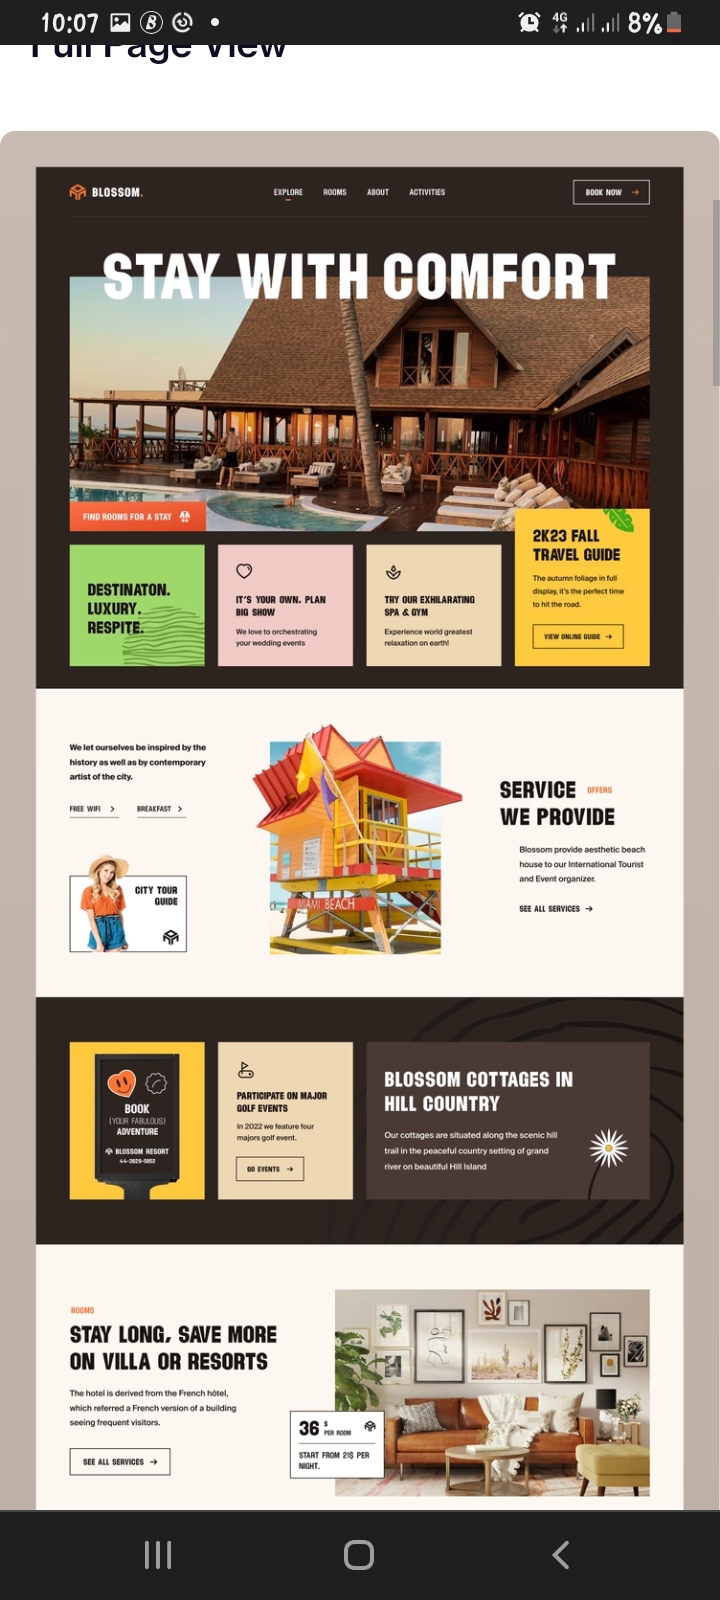 10:07
4G
8%
Full Page View
BLOSSOM.
EXPLORE
ROOMS
ABOUT
ACTIVITIES
BOOK NOW
STAY WITH COMFORT
FIND ROOMS FOR A STAY
DESTINATON.
LUXURY.
RESPITE.
IT'S YOUR OWN, PLAN
BIG SHOW
We love to orchestrating
your wedding events
TRY OUR EXHILARATING
SPA & GYM
Experience world greatest
relaxation on earth!
2K23 FALL
TRAVEL GUIDE
The autumn foliage in full
display, it's the perfect time
to hit the road.
VIEW ONLINE GUIDE
We let ourselves be inspired by the
history as well as by contemporary
artist of the city.
FREE WIFI
BREAKFAST
CITY TOUR
GUIDE
MIAMI BEACH
SERVICE OFFERS
WE PROVIDE
Blossom provide aesthetic beach
house to our International Tourist
and Event organizer.
SEE ALL SERVICES
BOOK
(YOUR FABULOUS)
ADVENTURE
BLOSSOM RESORT
44-3829-5852
PARTICIPATE ON MAJOR
GOLF EVENTS
In 2022 we feature four
majors golf event.
GO EVENTS
BLOSSOM COTTAGES IN
HILL COUNTRY
Our cottages are situated along the scenic hill
trail in the peaceful country setting of grand
river on beautiful Hill Island
ROOMS
STAY LONG, SAVE MORE
ON VILLA OR RESORTS
The hotel is derived from the French hôtel,
which referred a French version of a building
seeing frequent visitors.
SEE ALL SERVICES
36 $
PER ROOM
START FROM 21$ PER
NIGHT.